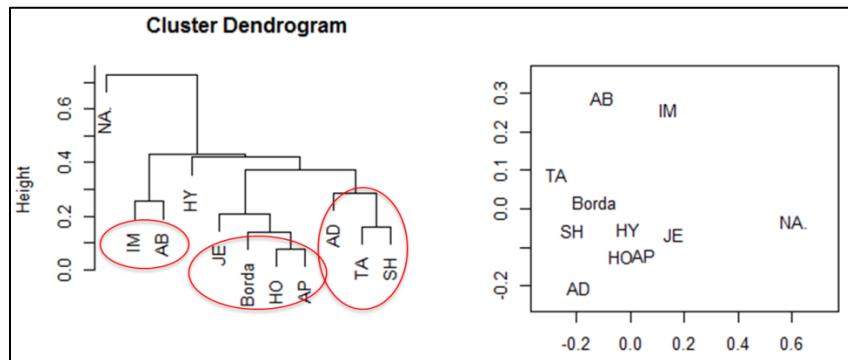 Cluster Dendrogram
Height
0.0
0.2
0.4
0.6
NA.
IM
AB
HY
JE
Borda
HO
AP
AD
TA
SH
0.3
0.2
0.1
0.0
-0.2
AB
IM
TA
Borda
SH
HY
JE
NA.
HO
AP
AD
-0.2
0.0
0.2
0.4
0.6